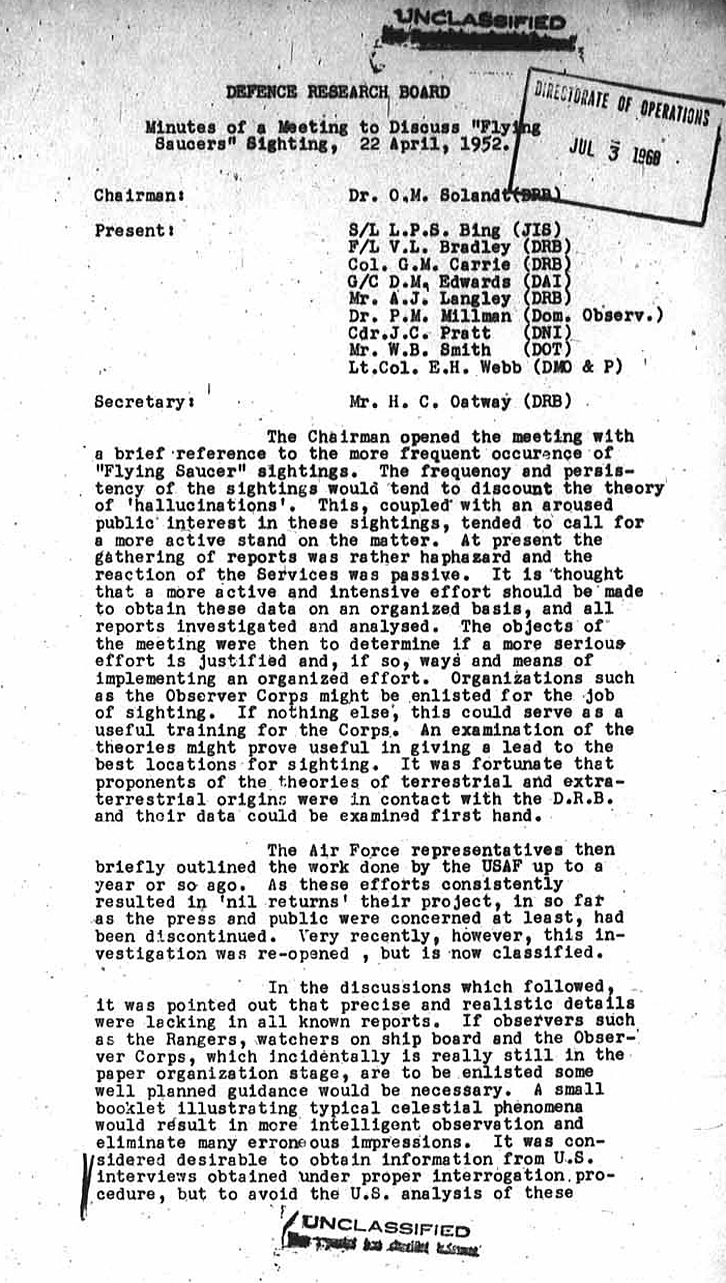 UNCLASSIFIED
DEFENCE RESEARCH BOARD
DIRECTORATE OF OPERATIONS
JUL 3 1968
Minutes of a Meeting to Discuss "Flying
Saucers" Sighting, 22 April, 1952.
Chairman: Dr. O.M. Solandt (DRB)
Present: S/L L.P.S. Bing (JIS)
F/L V.L. Bradley (DRB)
Col. G.M. Carrie (DRB)
G/C D.M. Edwards (DAI)
Mr. A.J. Langley (DRB)
Dr. P.M. Millman (Dom. Observ.)
Cdr.J.C. Pratt (DNI)
Mr. W.B. Smith (DOT)
Lt.Col. E.H. Webb (DMO & P)
Secretary: Mr. H. C. Oatway (DRB)
The Chairman opened the meeting with
a brief reference to the more frequent occurance of
"Flying Saucer" sightings. The frequency and persis-
tency of the sightings would tend to discount the theory
of 'hallucinations'. This, coupled with an aroused
public interest in these sightings, tended to call for
a more active stand on the matter. At present the
gathering of reports was rather haphazard and the
reaction of the Services was passive. It is thought
that a more active and intensive effort should be made
to obtain these data on an organized basis, and all
reports investigated and analysed. The objects of
the meeting were then to determine if a more serious
effort is justified and, if so, ways and means of
implementing an organized effort. Organizations such
as the Observer Corps might be enlisted for the job
of sighting. If nothing else, this could serve as a
useful training for the Corps. An examination of the
theories might prove useful in giving a lead to the
best locations for sighting. It was fortunate that
proponents of the theories of terrestrial and extra-
terrestrial origins were in contact with the D.R.B.
and their data could be examined first hand.
The Air Force representatives then
briefly outlined the work done by the USAF up to a
year or so ago. As these efforts consistently
resulted in 'nil returns' their project, in so far
as the press and public were concerned at least, had
been discontinued. Very recently, however, this in-
vestigation was re-opened , but is now classified.
In the discussions which followed,
it was pointed out that precise and realistic details
were lacking in all known reports. If observers such
as the Rangers, watchers on ship board and the Obser-
ver Corps, which incidentally is really still in the
paper organization stage, are to be enlisted some
well planned guidance would be necessary. A small
booklet illustrating typical celestial phenomena
would result in more intelligent observation and
eliminate many erroneous impressions. It was con-
sidered desirable to obtain information from U.S.
interviews obtained under proper interrogation pro-
cedure, but to avoid the U.S. analysis of these
UNCLASSIFIED